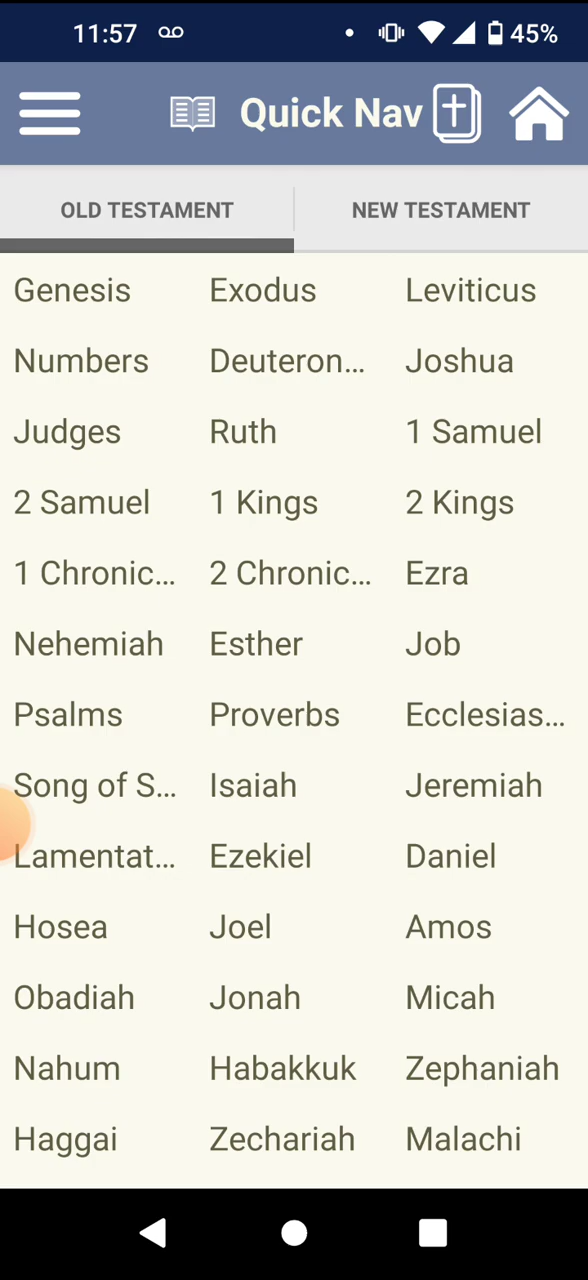 11:57 45%
Quick Nav
OLD TESTAMENT NEW TESTAMENT
Genesis Exodus Leviticus
Numbers Deuteron... Joshua
Judges Ruth 1 Samuel
2 Samuel 1 Kings 2 Kings
1 Chronic... 2 Chronic... Ezra
Nehemiah Esther Job
Psalms Proverbs Ecclesias...
Song of S... Isaiah Jeremiah
Lamentat... Ezekiel Daniel
Hosea Joel Amos
Obadiah Jonah Micah
Nahum Habakkuk Zephaniah
Haggai Zechariah Malachi